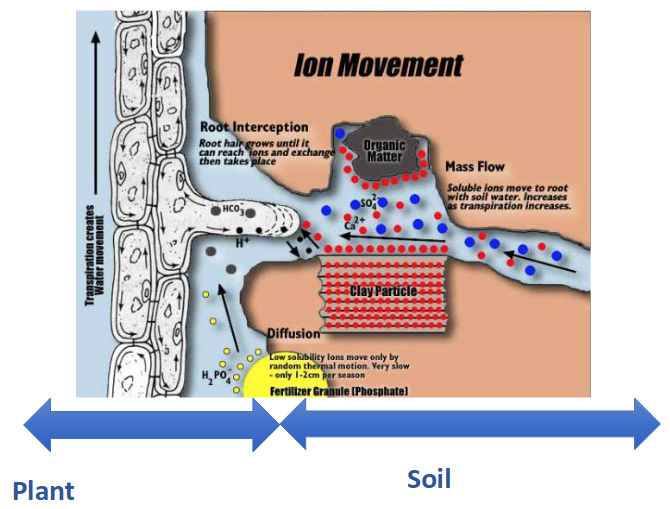 Ion Movement
Root Interception
Root hair grows until it
can reach ions and exchange
then takes place
Organic
Matter
Mass Flow
Soluble ions move to root
with soil water. Increases
as transpiration increases.
HCO3-
SO4 2-
Ca 2+
H+
Transpiration creates
Water movement
Clay Particle
Diffusion
Low solubility Ions move only by
random thermal motion. Very slow
- only 1-2cm per season
H2PO4-
Fertilizer Granule (Phosphate)
Plant
Soil